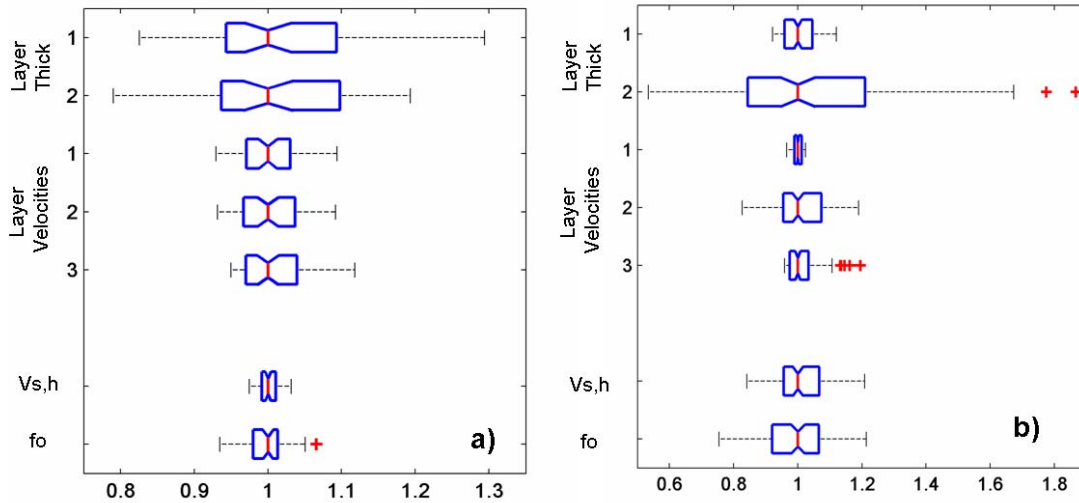 Layer
Thick
1
2
Layer
Velocities
1
2
3
Vs,h
fo
a)
0.8
0.9
1
1.1
1.2
1.3
Layer
Thick
1
2
Layer
Velocities
1
2
3
Vs,h
fo
b)
0.6
0.8
1
1.2
1.4
1.6
1.8